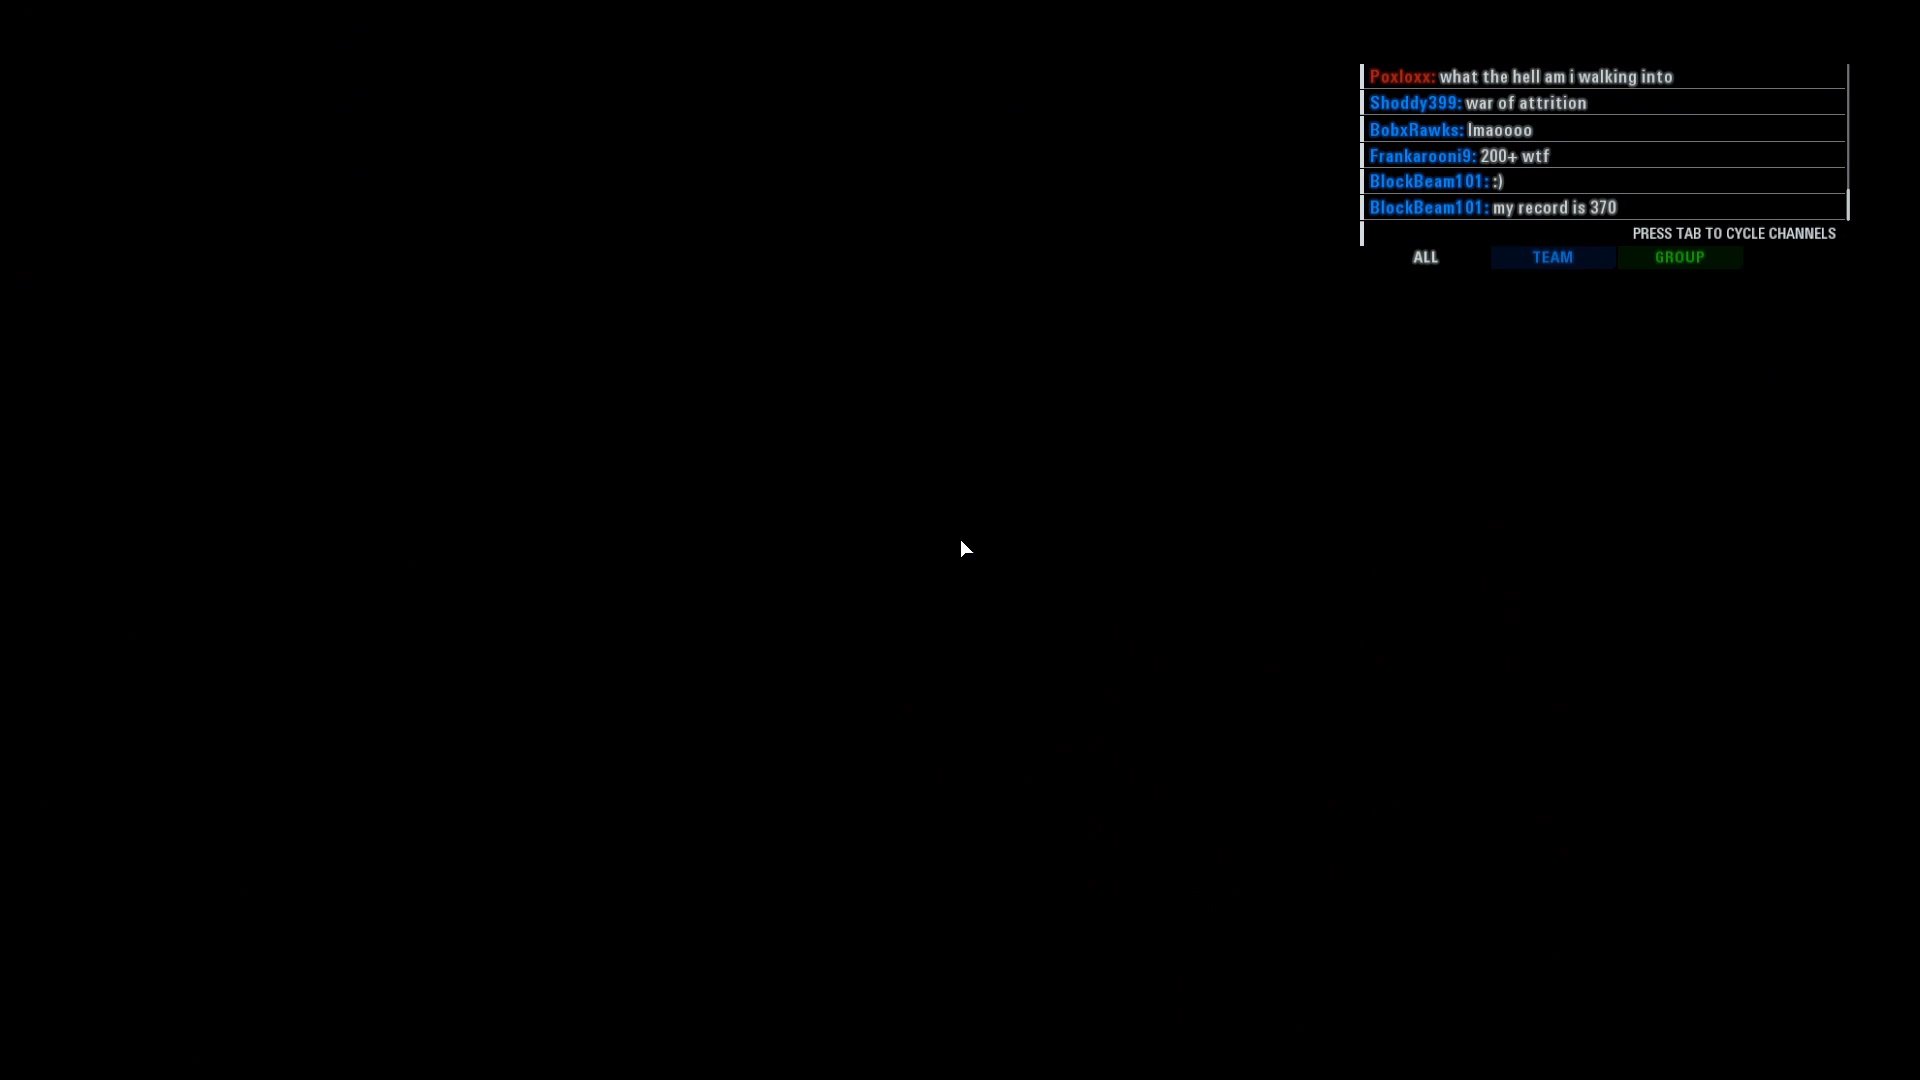 Poxloxx: what the hell am i walking into
Shoddy399: war of attrition
BobxRawks: lmaoooo
Frankarooni9: 200+ wtf
BlockBeam101: :)
BlockBeam101: my record is 370
PRESS TAB TO CYCLE CHANNELS
ALL TEAM GROUP